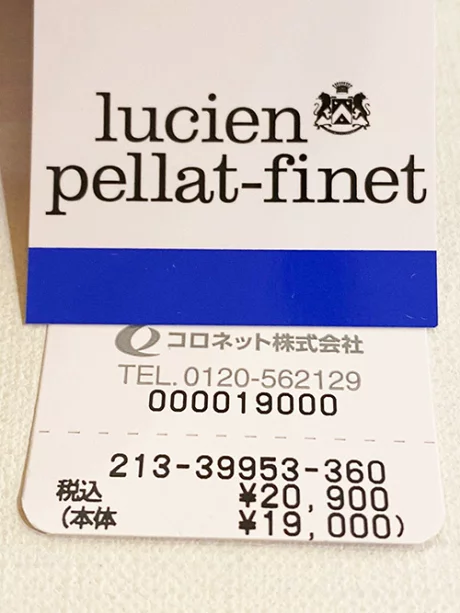 lucien
pellat-finet
コロネット株式会社
TEL.0120-562129
000019000
213-39953-360
税込 ¥20,900
(本体 ¥19,000)